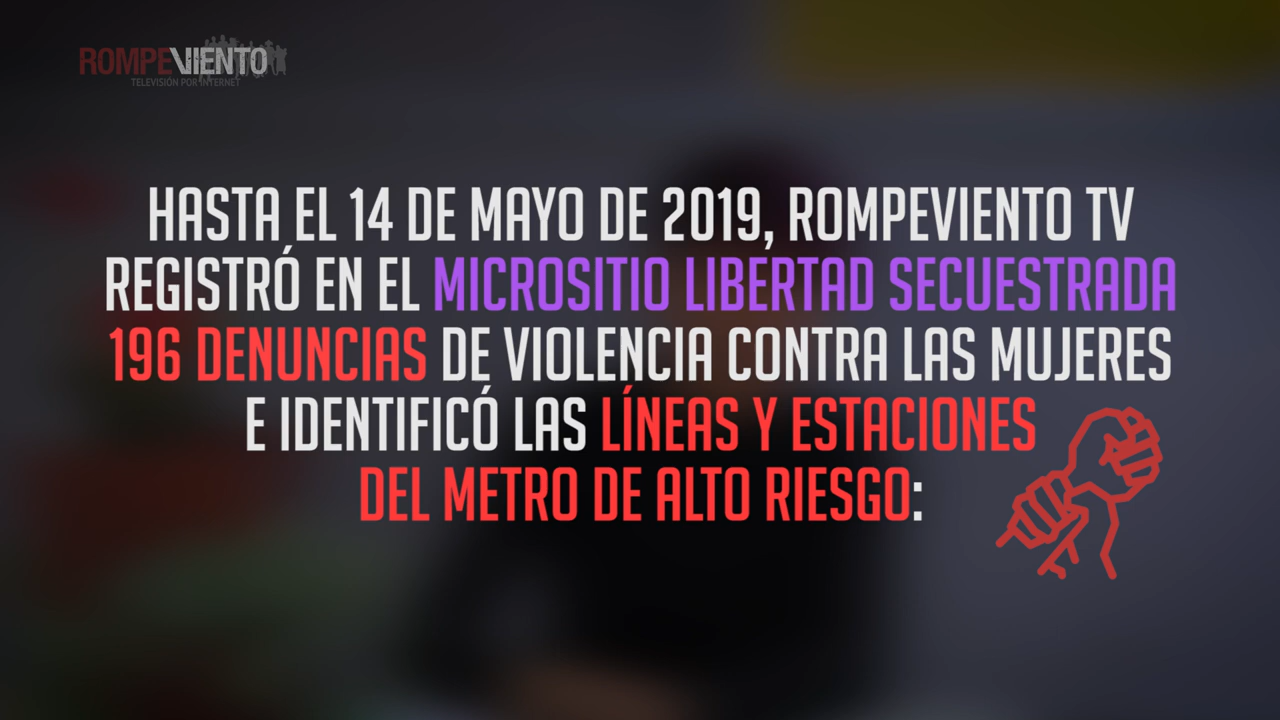 ROMPEVIENTO
TELEVISIÓN POR INTERNET
HASTA EL 14 DE MAYO DE 2019, ROMPEVIENTO TV
REGISTRÓ EN EL MICROSITIO LIBERTAD SECUESTRADA
196 DENUNCIAS DE VIOLENCIA CONTRA LAS MUJERES
E IDENTIFICÓ LAS LÍNEAS Y ESTACIONES
DEL METRO DE ALTO RIESGO: